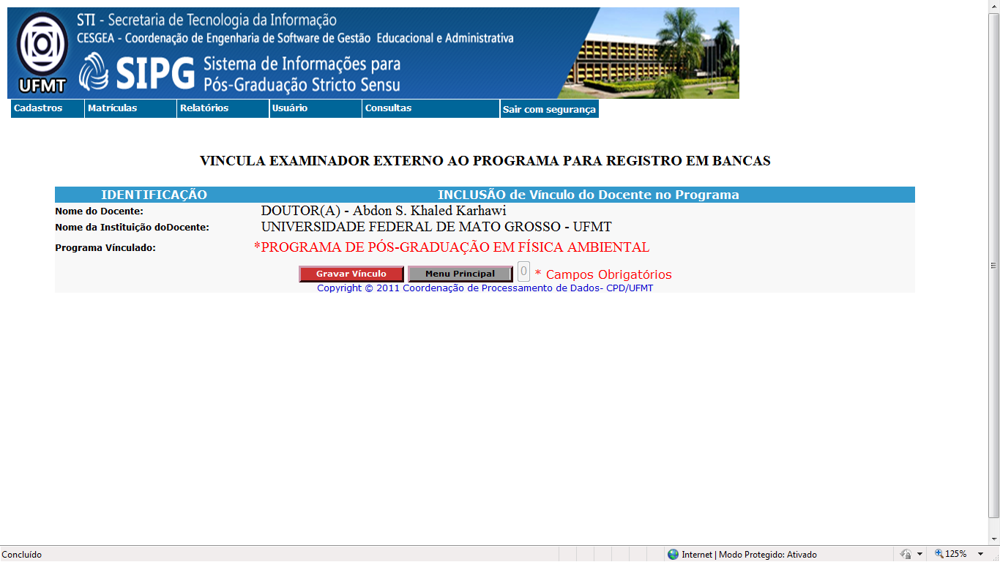 STI - Secretaria de Tecnologia da Informação
CESGEA - Coordenação de Engenharia de Software de Gestão Educacional e Administrativa
UFMT
SIPG
Sistema de Informações para
Pós-Graduação Stricto Sensu
Cadastros Matrículas Relatórios Usuário Consultas Sair com segurança
VINCULA EXAMINADOR EXTERNO AO PROGRAMA PARA REGISTRO EM BANCAS
IDENTIFICAÇÃO INCLUSÃO de Vínculo do Docente no Programa
Nome do Docente: DOUTOR(A) - Abdon S. Khaled Karhawi
Nome da Instituição doDocente: UNIVERSIDADE FEDERAL DE MATO GROSSO - UFMT
Programa Vínculado: *PROGRAMA DE PÓS-GRADUAÇÃO EM FÍSICA AMBIENTAL
Gravar Vínculo Menu Principal 0 * Campos Obrigatórios
Copyright © 2011 Coordenação de Processamento de Dados- CPD/UFMT
Concluído Internet | Modo Protegido: Ativado 125%